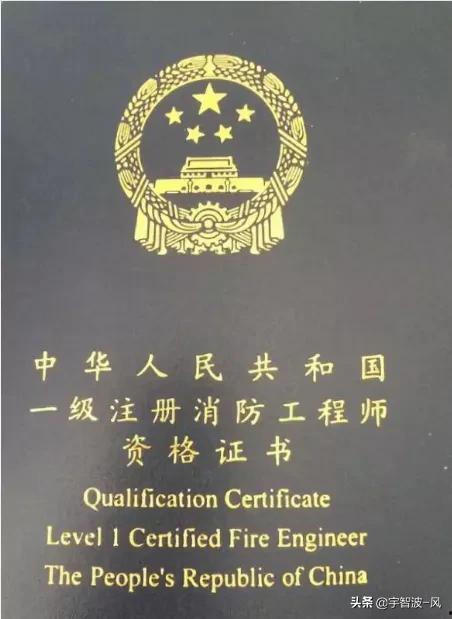 中华人民共和国
一级注册消防工程师
资格证书
Qualification Certificate
Level 1 Certified Fire Engineer
The People's Republic of China
头条 @宇智波-风